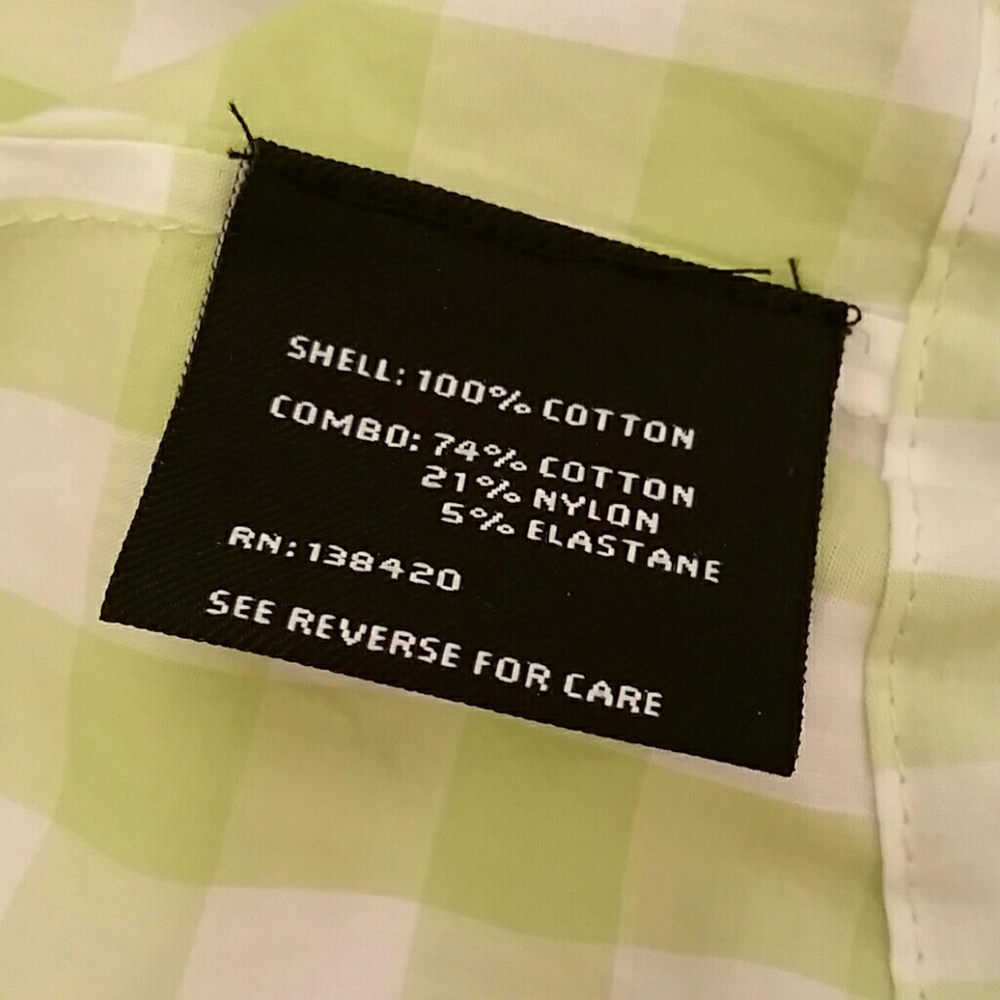 SHELL: 100% COTTON
COMBO: 74% COTTON
21% NYLON
5% ELASTANE
RN: 138420
SEE REVERSE FOR CARE